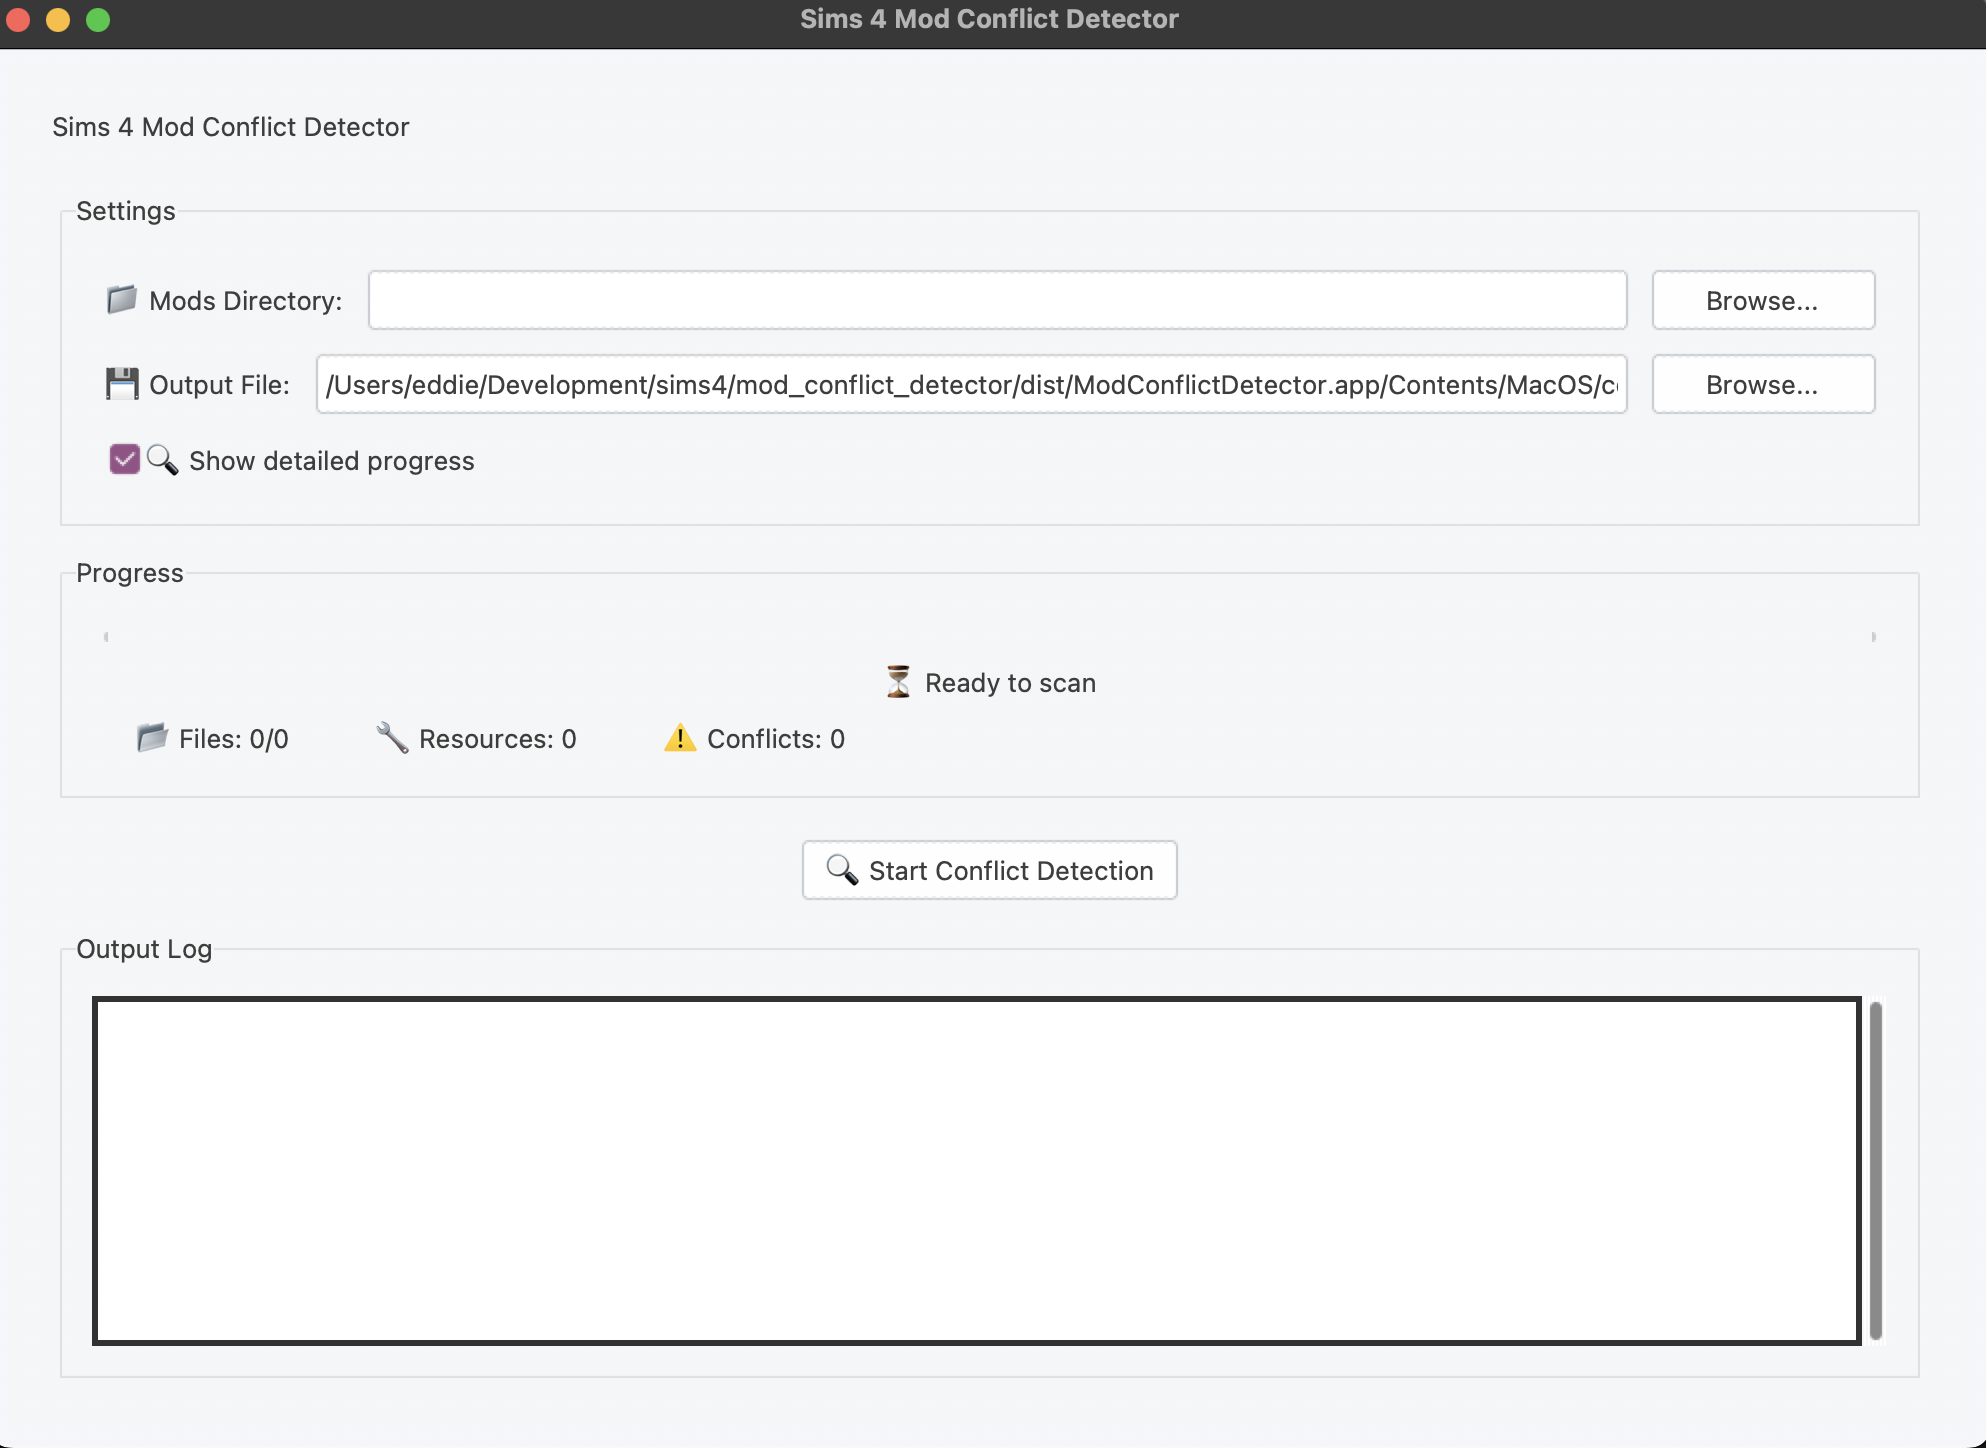 Sims 4 Mod Conflict Detector
Sims 4 Mod Conflict Detector
Settings
Mods Directory:
Browse...
Output File:
/Users/eddie/Development/sims4/mod_conflict_detector/dist/ModConflictDetector.app/Contents/MacOS/c
Browse...
Show detailed progress
Progress
Ready to scan
Files: 0/0
Resources: 0
Conflicts: 0
Start Conflict Detection
Output Log